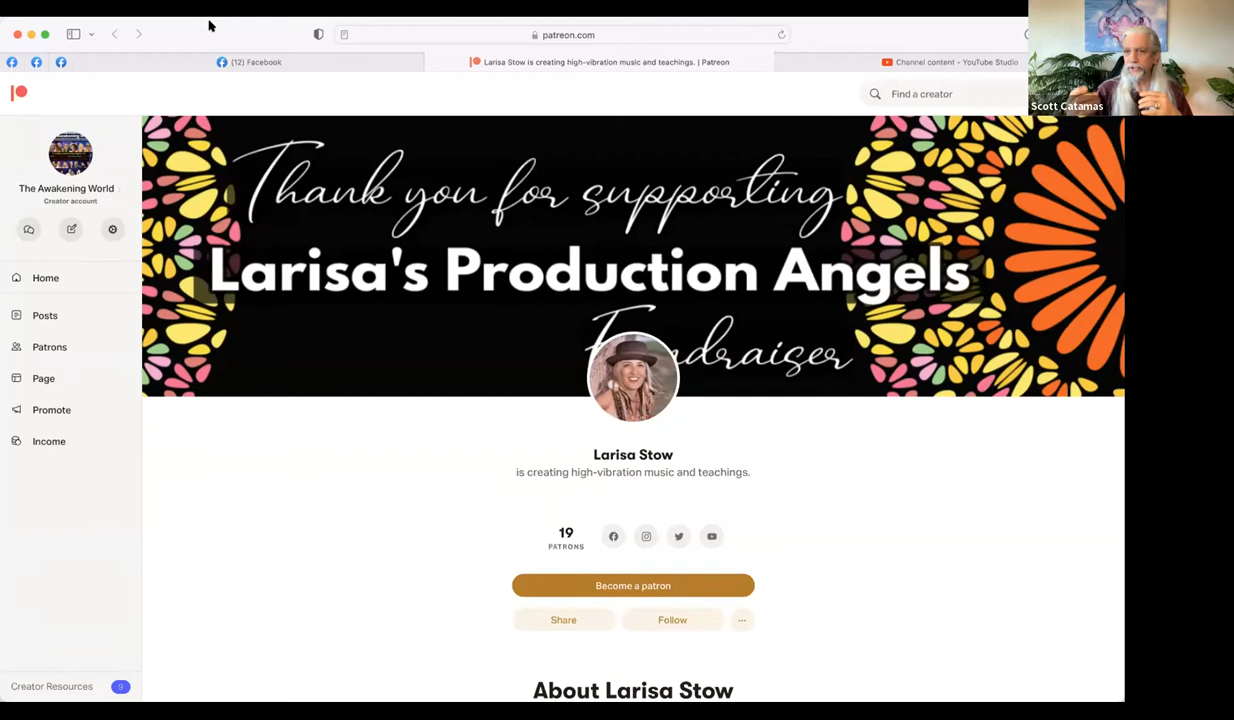 patreon.com
(12) Facebook
Larisa Stow is creating high-vibration music and teachings. | Patreon
Channel content - YouTube Studio
Find a creator
Scott Catamas
The Awakening World
Creator account
Home
Posts
Patrons
Page
Promote
Income
Creator Resources
9
Thank you for supporting
Larisa's Production Angels
Fundraiser
Larisa Stow
is creating high-vibration music and teachings.
19
PATRONS
Become a patron
Share
Follow
About Larisa Stow